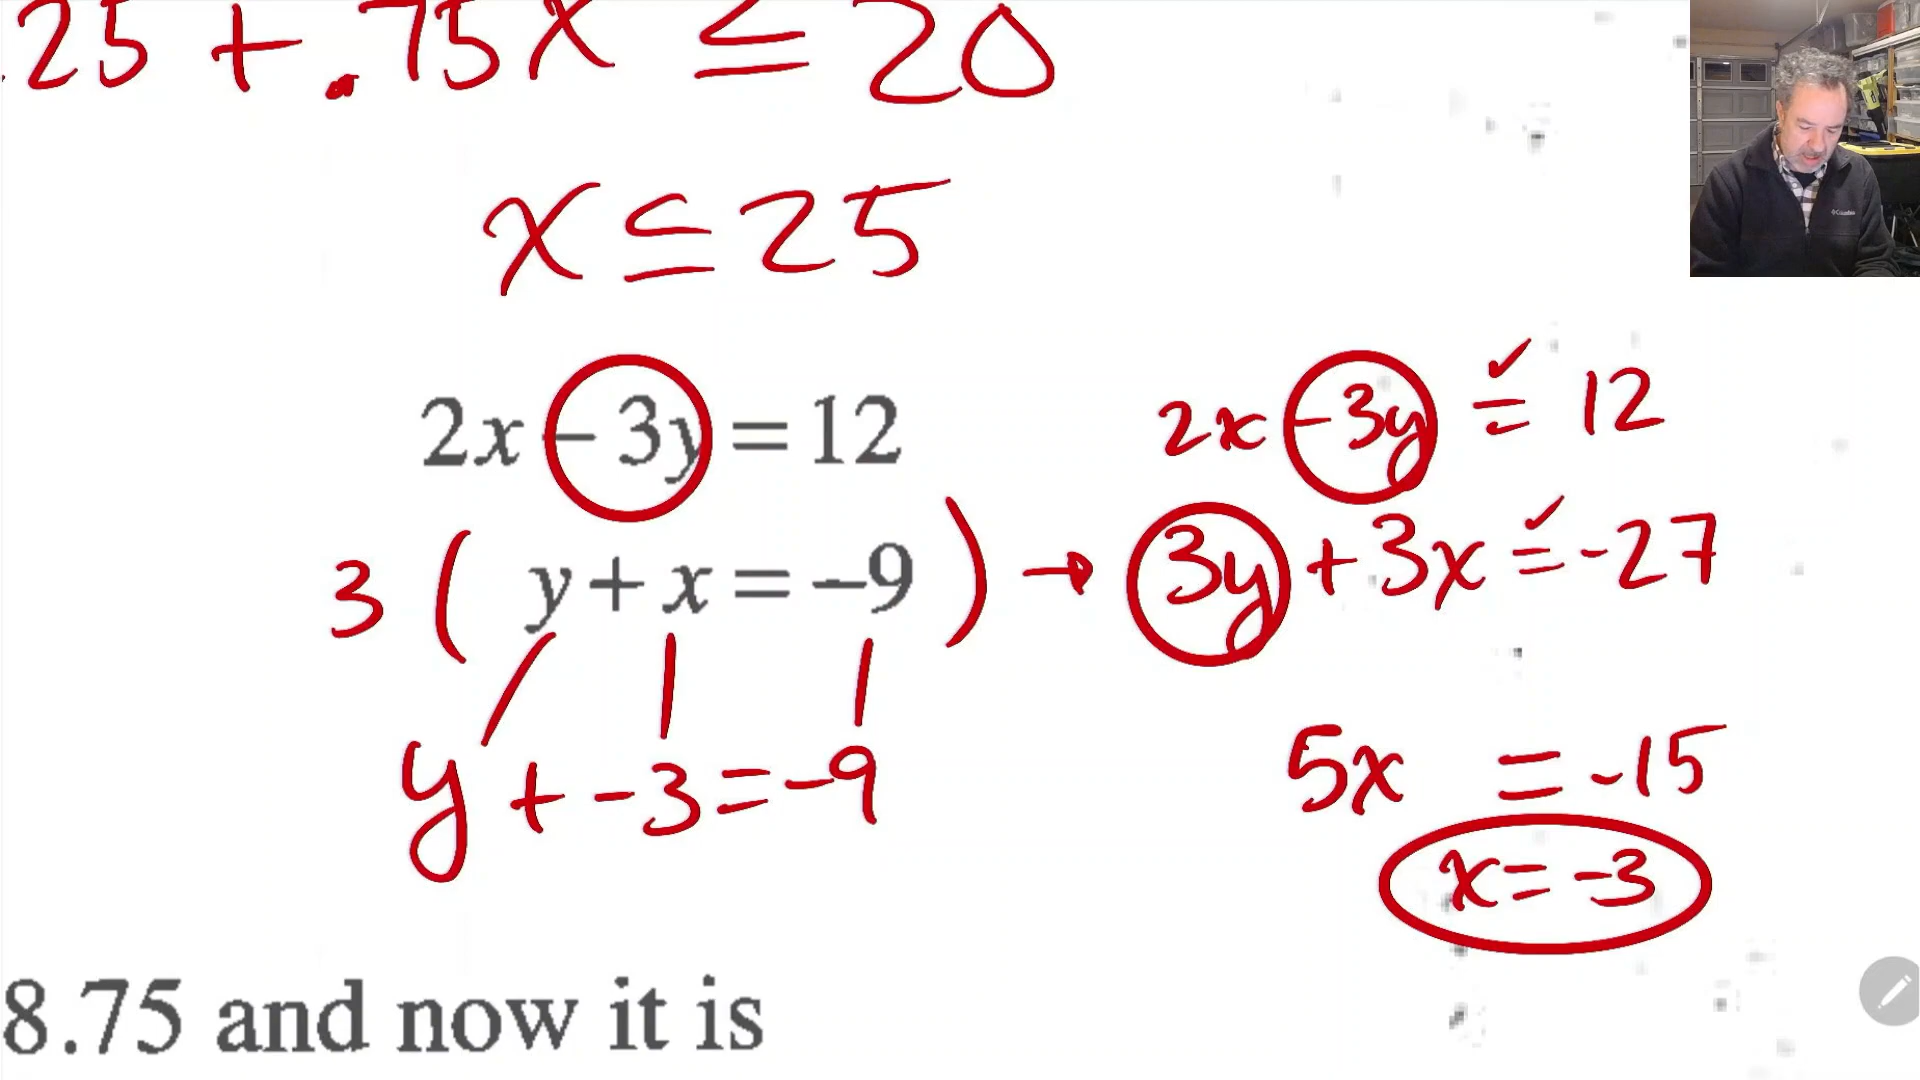 .25 + .75x ≤ 20
x ≤ 25
2x − 3y = 12
2x − 3y = 12
3 ( y + x = −9 ) → 3y + 3x = -27
y + -3 = -9
5x = -15
x = -3
8.75 and now it is
Columbia